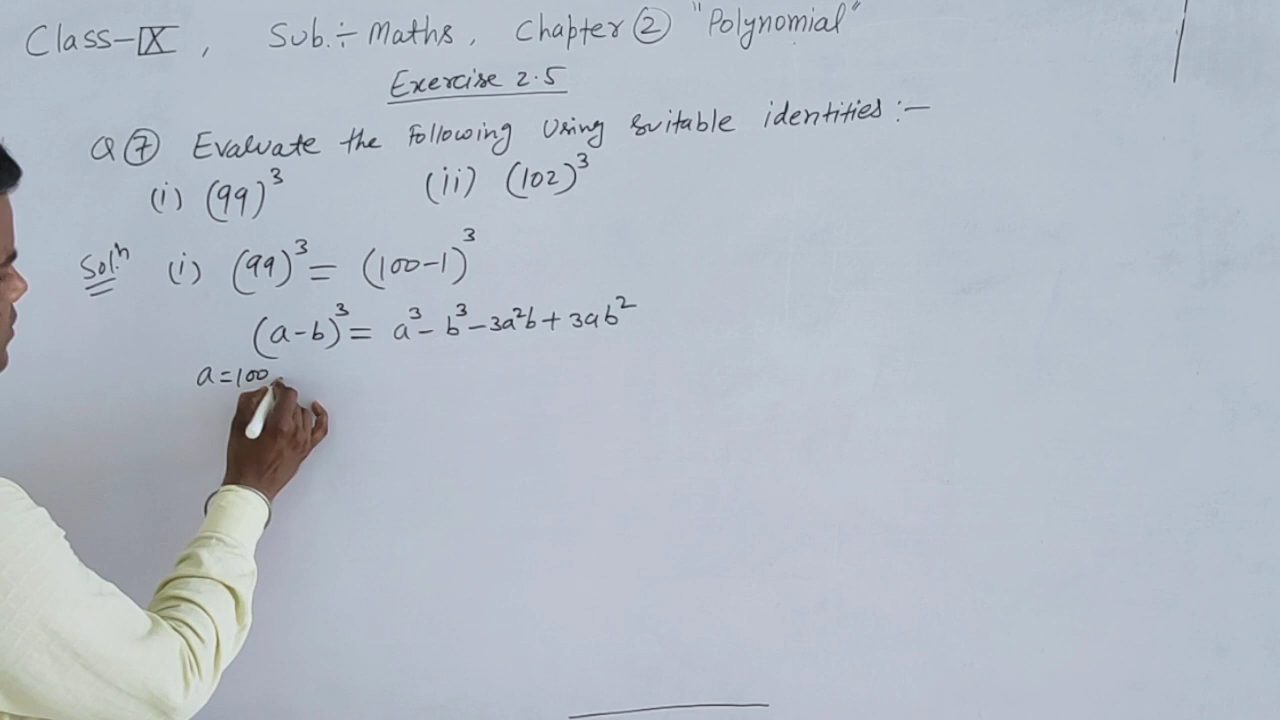 Class-IX, Sub.÷ Maths, Chapter ② "Polynomial"
Exercise 2.5
Q⑦ Evaluate the Following Using suitable identities :-
(i) (99)³ (ii) (102)³
Solⁿ (i) (99)³ = (100-1)³
(a-b)³ = a³-b³-3a²b+3ab²
a=100